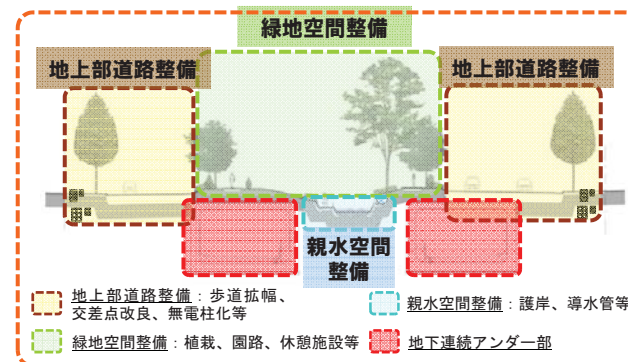 緑地空間整備
地上部道路整備
地上部道路整備
親水空間
整備
地上部道路整備：歩道拡幅、
交差点改良、無電柱化等
親水空間整備：護岸、導水管等
緑地空間整備：植栽、園路、休憩施設等
地下連続アンダー部